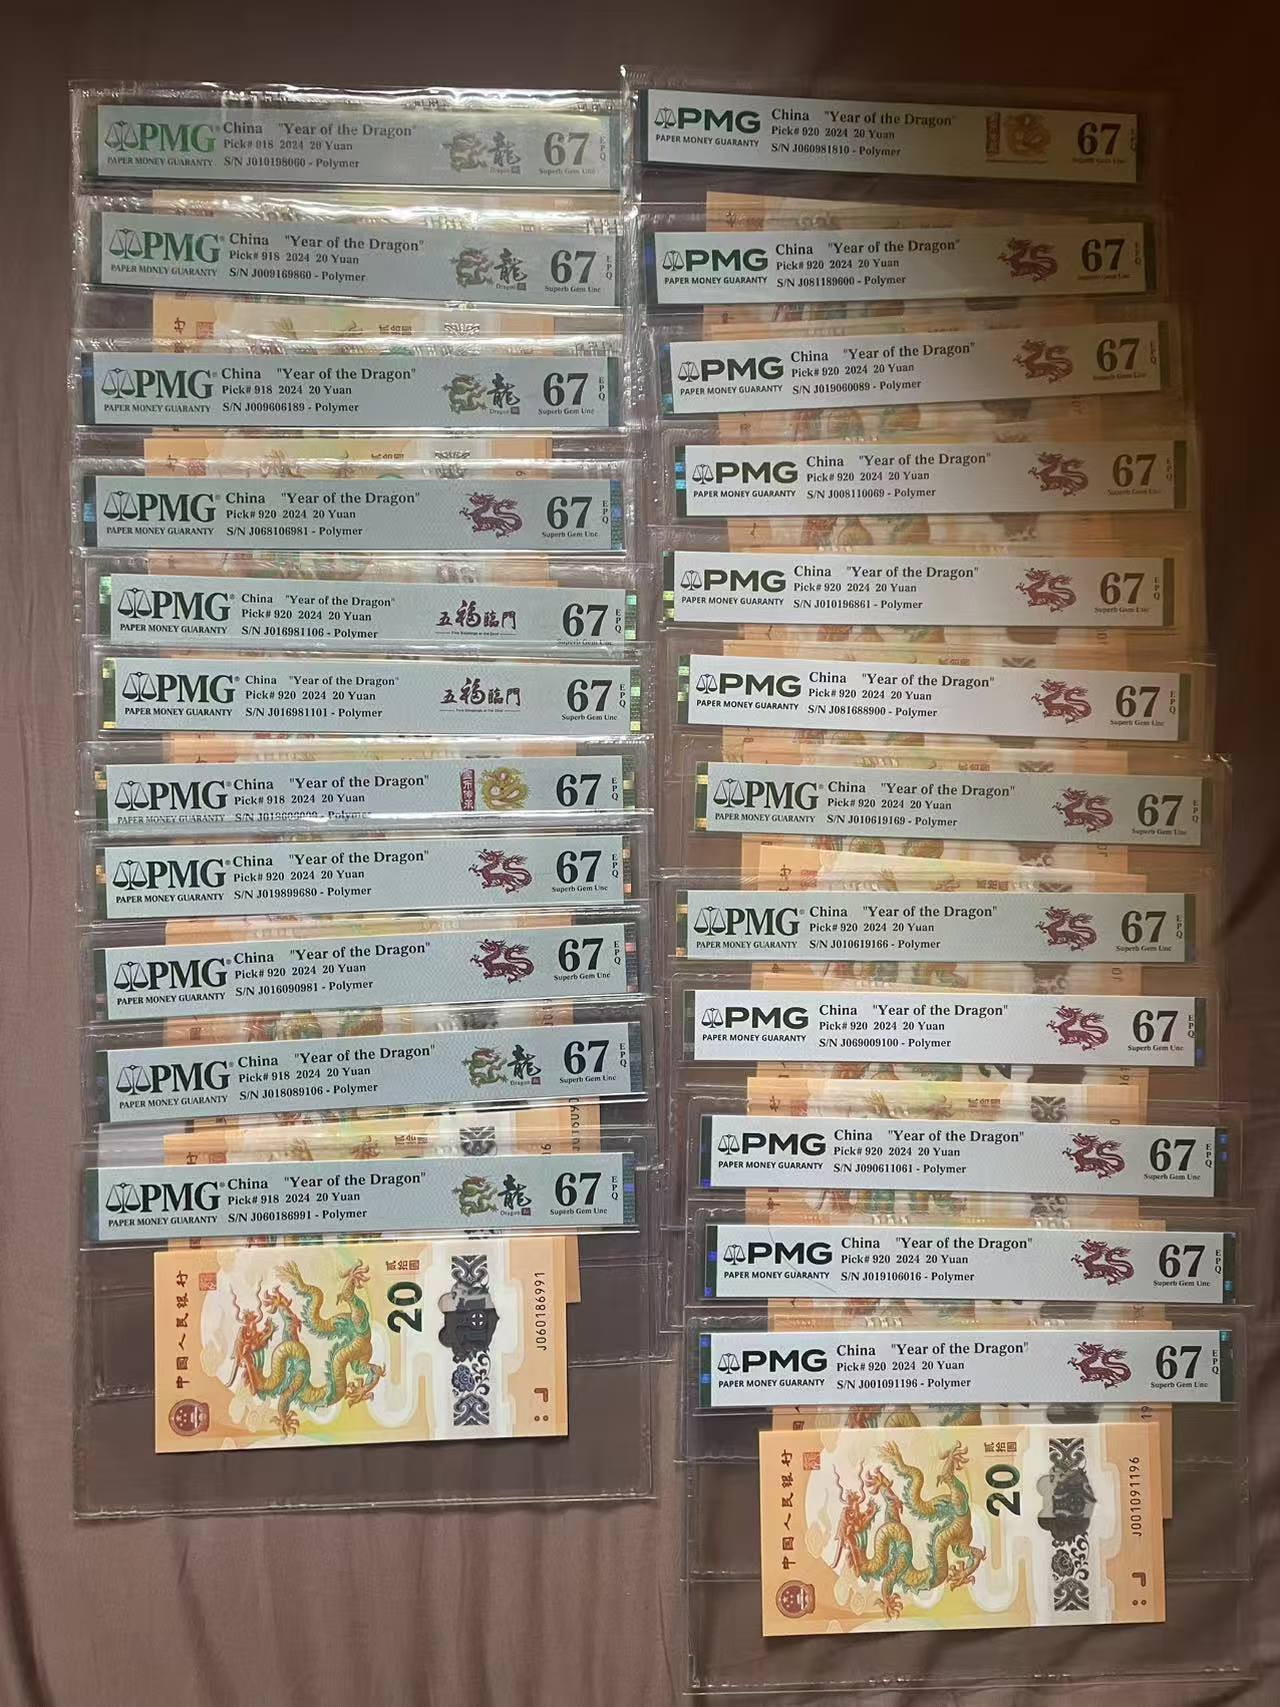 PMG
PAPER MONEY GUARANTY
China "Year of the Dragon"
Pick# 918 2024 20 Yuan
S/N J010198060 - Polymer
龍
Dragon
67
EPQ
Superb Gem Unc
PMG
PAPER MONEY GUARANTY
China "Year of the Dragon"
Pick# 918 2024 20 Yuan
S/N J009169860 - Polymer
龍
Dragon
67
EPQ
Superb Gem Unc
PMG
PAPER MONEY GUARANTY
China "Year of the Dragon"
Pick# 918 2024 20 Yuan
S/N J009606189 - Polymer
龍
Dragon
67
EPQ
Superb Gem Unc
PMG
PAPER MONEY GUARANTY
China "Year of the Dragon"
Pick# 920 2024 20 Yuan
S/N J068106981 - Polymer
67
EPQ
Superb Gem Unc
PMG
PAPER MONEY GUARANTY
China "Year of the Dragon"
Pick# 920 2024 20 Yuan
S/N J016981106 - Polymer
五福臨門
67
EPQ
Superb Gem Unc
PMG
PAPER MONEY GUARANTY
China "Year of the Dragon"
Pick# 920 2024 20 Yuan
S/N J016981101 - Polymer
五福臨門
67
EPQ
Superb Gem Unc
PMG
PAPER MONEY GUARANTY
China "Year of the Dragon"
Pick# 918 2024 20 Yuan
67
EPQ
PMG
PAPER MONEY GUARANTY
China "Year of the Dragon"
Pick# 920 2024 20 Yuan
S/N J019899680 - Polymer
67
EPQ
Superb Gem Unc
PMG
PAPER MONEY GUARANTY
China "Year of the Dragon"
Pick# 920 2024 20 Yuan
S/N J016090981 - Polymer
67
EPQ
Superb Gem Unc
PMG
PAPER MONEY GUARANTY
China "Year of the Dragon"
Pick# 918 2024 20 Yuan
S/N J018089106 - Polymer
龍
Dragon
67
EPQ
Superb Gem Unc
PMG
PAPER MONEY GUARANTY
China "Year of the Dragon"
Pick# 918 2024 20 Yuan
S/N J060186991 - Polymer
龍
Dragon
67
EPQ
Superb Gem Unc
中国人民银行
贰拾圆
20
J060186991
PMG
PAPER MONEY GUARANTY
China "Year of the Dragon"
Pick# 920 2024 20 Yuan
S/N J060981810 - Polymer
67
Superb Gem Unc
PMG
PAPER MONEY GUARANTY
China "Year of the Dragon"
Pick# 920 2024 20 Yuan
S/N J081189600 - Polymer
67
EPQ
Superb Gem Unc
PMG
PAPER MONEY GUARANTY
China "Year of the Dragon"
Pick# 920 2024 20 Yuan
S/N J019060089 - Polymer
67
EPQ
Superb Gem Unc
PMG
PAPER MONEY GUARANTY
China "Year of the Dragon"
Pick# 920 2024 20 Yuan
S/N J008110069 - Polymer
67
EPQ
Superb Gem Unc
PMG
PAPER MONEY GUARANTY
China "Year of the Dragon"
Pick# 920 2024 20 Yuan
S/N J010196861 - Polymer
67
EPQ
Superb Gem Unc
PMG
PAPER MONEY GUARANTY
China "Year of the Dragon"
Pick# 920 2024 20 Yuan
S/N J081688900 - Polymer
67
EPQ
Superb Gem Unc
PMG
PAPER MONEY GUARANTY
China "Year of the Dragon"
Pick# 920 2024 20 Yuan
S/N J010619169 - Polymer
67
EPQ
Superb Gem Unc
PMG
PAPER MONEY GUARANTY
China "Year of the Dragon"
Pick# 920 2024 20 Yuan
S/N J010619166 - Polymer
67
EPQ
Superb Gem Unc
PMG
PAPER MONEY GUARANTY
China "Year of the Dragon"
Pick# 920 2024 20 Yuan
S/N J069009100 - Polymer
67
EPQ
Superb Gem Unc
PMG
PAPER MONEY GUARANTY
China "Year of the Dragon"
Pick# 920 2024 20 Yuan
S/N J090611061 - Polymer
67
EPQ
Superb Gem Unc
PMG
PAPER MONEY GUARANTY
China "Year of the Dragon"
Pick# 920 2024 20 Yuan
S/N J019106016 - Polymer
67
EPQ
Superb Gem Unc
PMG
PAPER MONEY GUARANTY
China "Year of the Dragon"
Pick# 920 2024 20 Yuan
S/N J001091196 - Polymer
67
EPQ
Superb Gem Unc
中国人民银行
贰拾圆
20
J001091196